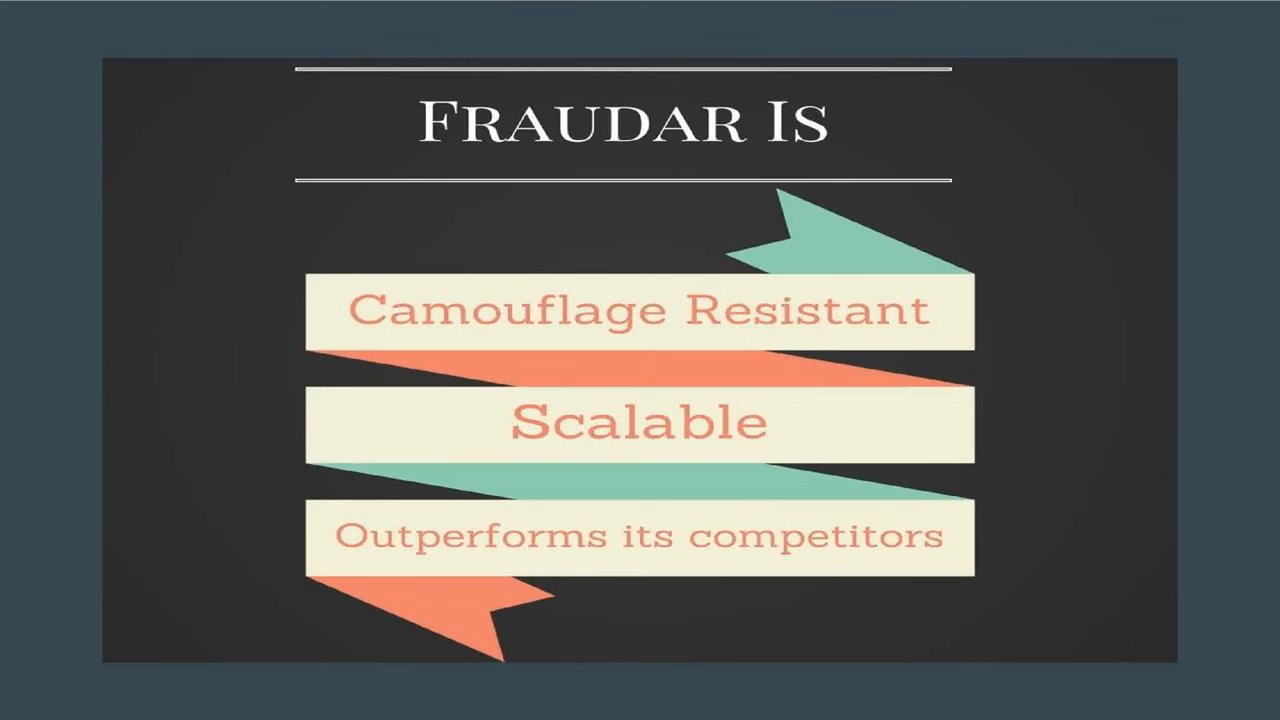 Fraudar Is
Camouflage Resistant
Scalable
Outperforms its competitors